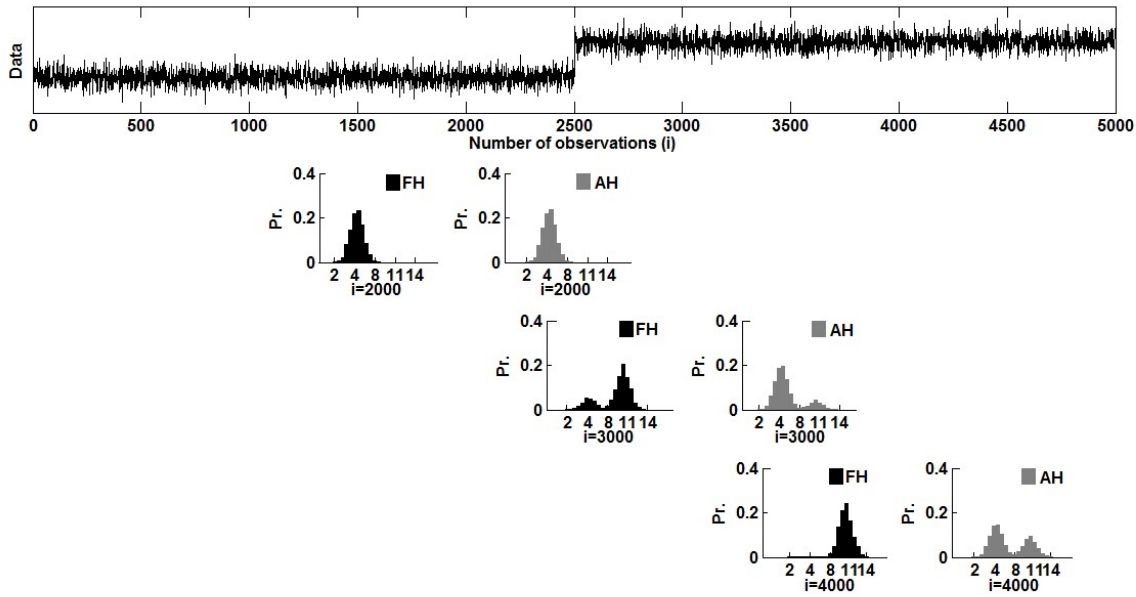 Data
0 500 1000 1500 2000 2500 3000 3500 4000 4500 5000
Number of observations (i)
0.4 FH 0.4 AH
Pr. 0.2 Pr. 0.2
0 0
2 4 8 11 14 2 4 8 11 14
i=2000 i=2000
0.4 FH 0.4 AH
Pr. 0.2 Pr. 0.2
0 0
2 4 8 11 14 2 4 8 11 14
i=3000 i=3000
0.4 FH 0.4 AH
Pr. 0.2 Pr. 0.2
0 0
2 4 8 11 14 2 4 8 11 14
i=4000 i=4000